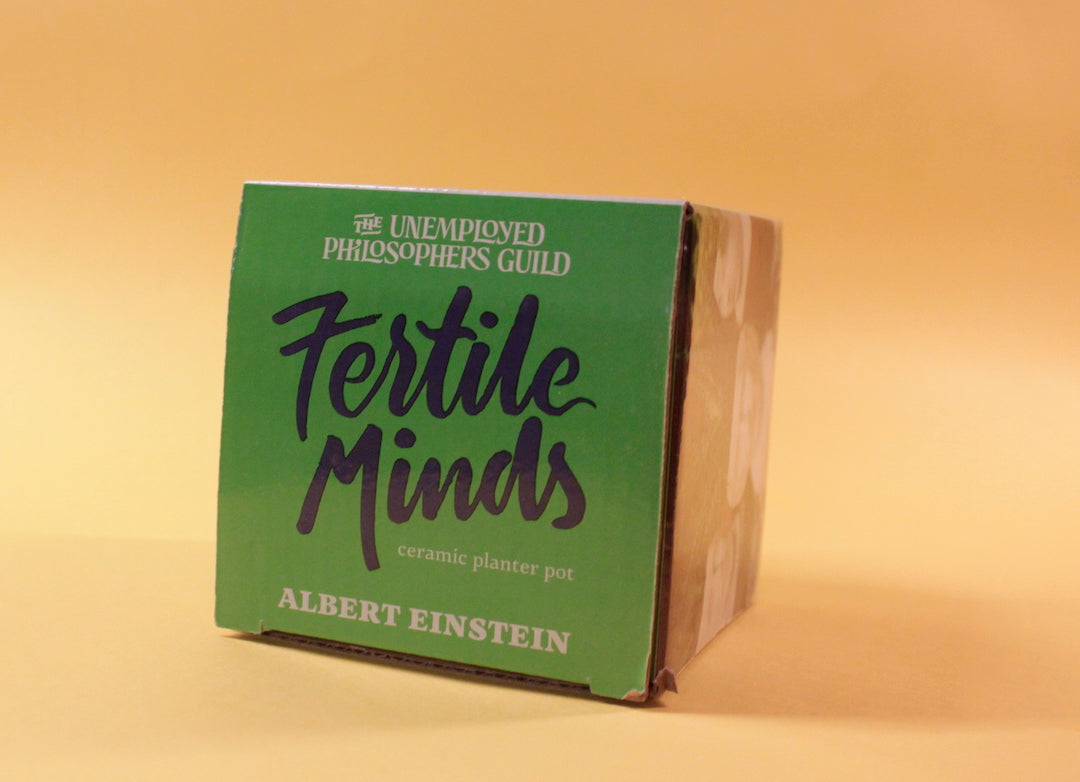 THE UNEMPLOYED
PHILOSOPHERS GUILD
Fertile
Minds
ceramic planter pot
ALBERT EINSTEIN